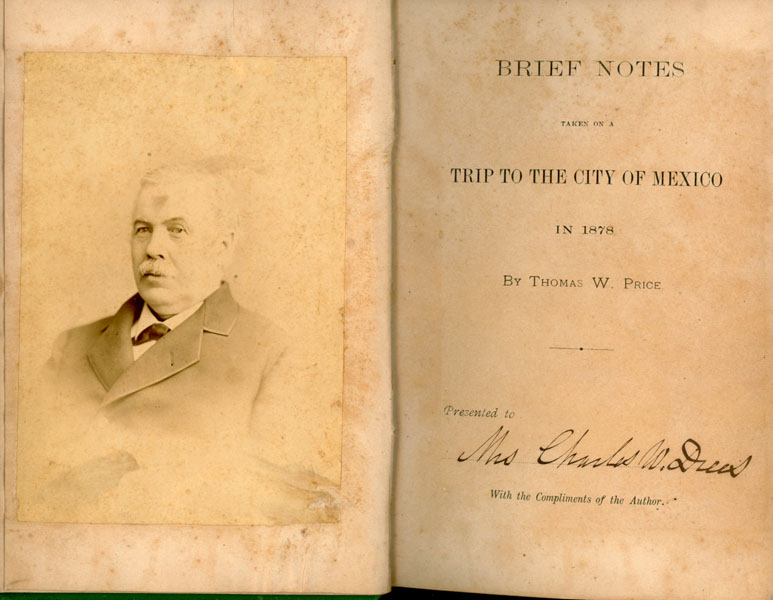 BRIEF NOTES
TAKEN ON A
TRIP TO THE CITY OF MEXICO
IN 1878
BY THOMAS W. PRICE
Presented to
Mrs Charles W. Drees
With the Compliments of the Author.